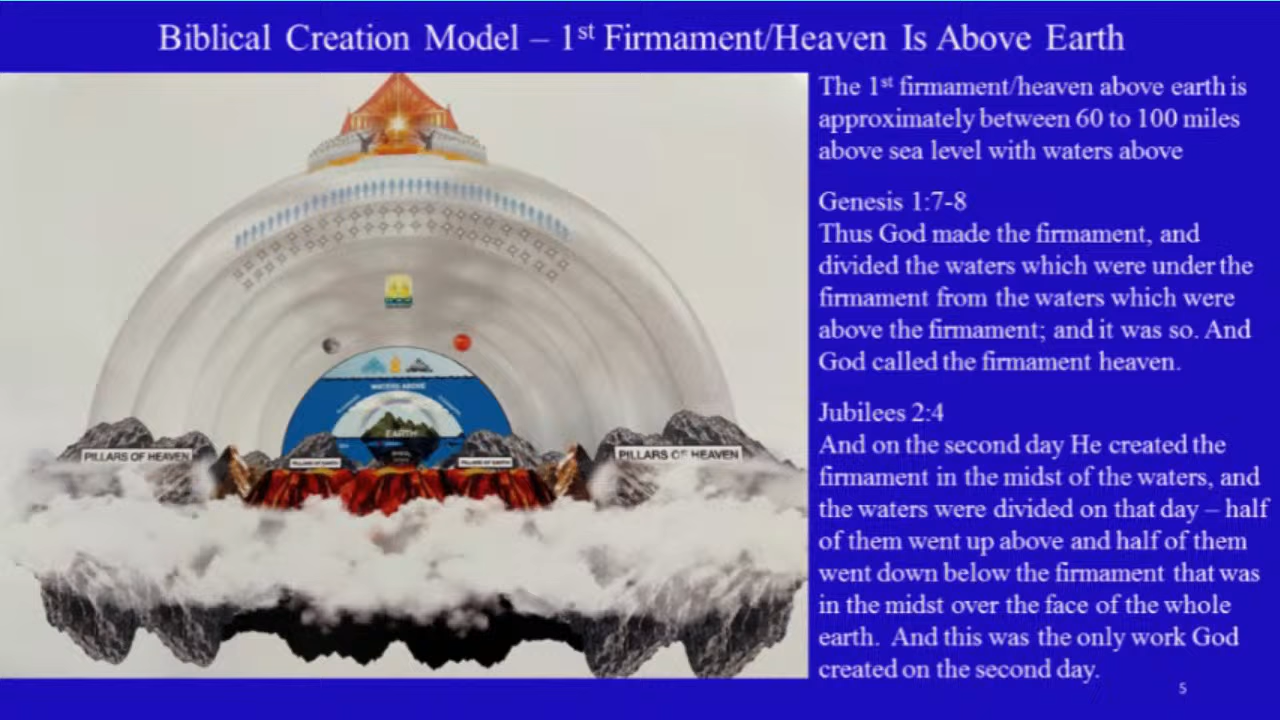 Biblical Creation Model – 1st Firmament/Heaven Is Above Earth
The 1st firmament/heaven above earth is
approximately between 60 to 100 miles
above sea level with waters above
Genesis 1:7-8
Thus God made the firmament, and
divided the waters which were under the
firmament from the waters which were
above the firmament; and it was so. And
God called the firmament heaven.
Jubilees 2:4
And on the second day He created the
firmament in the midst of the waters, and
the waters were divided on that day – half
of them went up above and half of them
went down below the firmament that was
in the midst over the face of the whole
earth. And this was the only work God
created on the second day.
WATERS ABOVE
EARTH
PILLARS OF HEAVEN
PILLARS OF EARTH
PILLARS OF EARTH
PILLARS OF HEAVEN
5